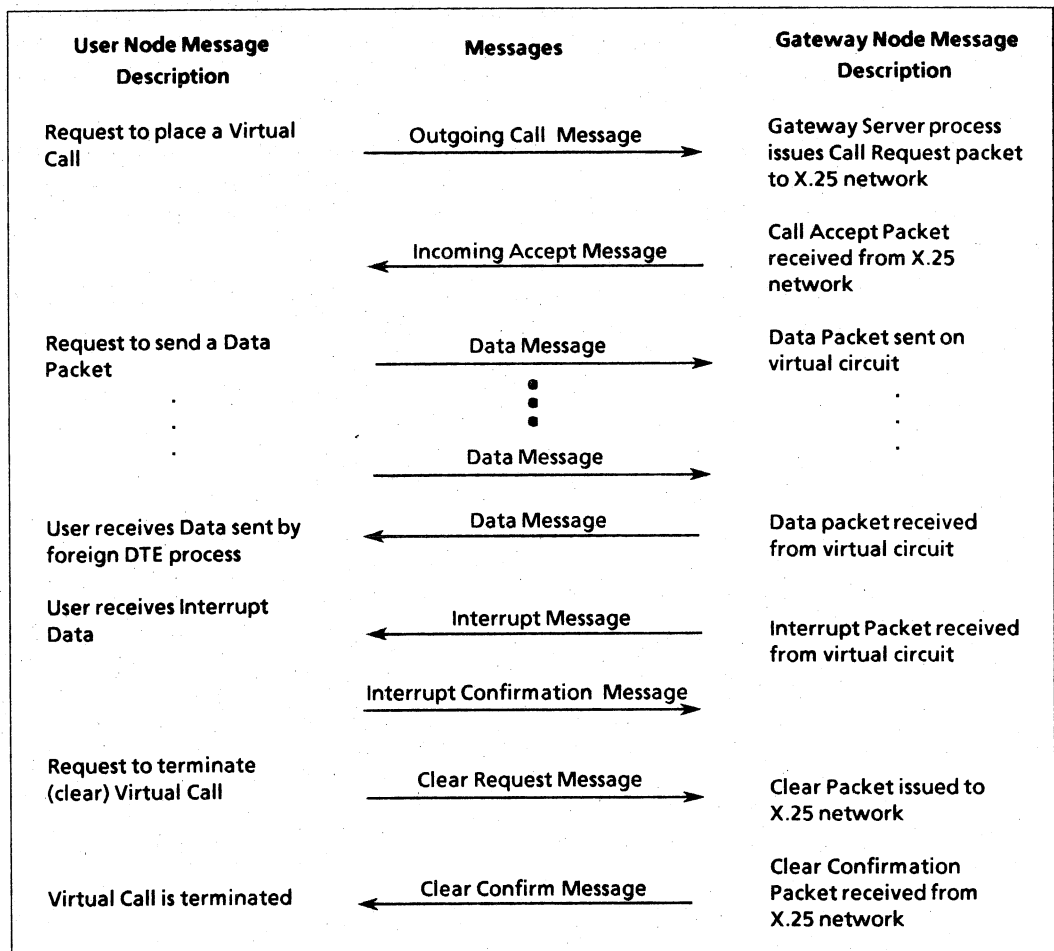 User Node Message
Description
Messages
Gateway Node Message
Description
Request to place a Virtual
Call
Outgoing Call Message
Gateway Server process
issues Call Request packet
to X.25 network
Incoming Accept Message
Call Accept Packet
received from X.25
network
Request to send a Data
Packet
Data Message
Data Packet sent on
virtual circuit
Data Message
User receives Data sent by
foreign DTE process
Data Message
Data packet received
from virtual circuit
User receives Interrupt
Data
Interrupt Message
Interrupt Packet received
from virtual circuit
Interrupt Confirmation Message
Request to terminate
(clear) Virtual Call
Clear Request Message
Clear Packet issued to
X.25 network
Virtual Call is terminated
Clear Confirm Message
Clear Confirmation
Packet received from
X.25 network